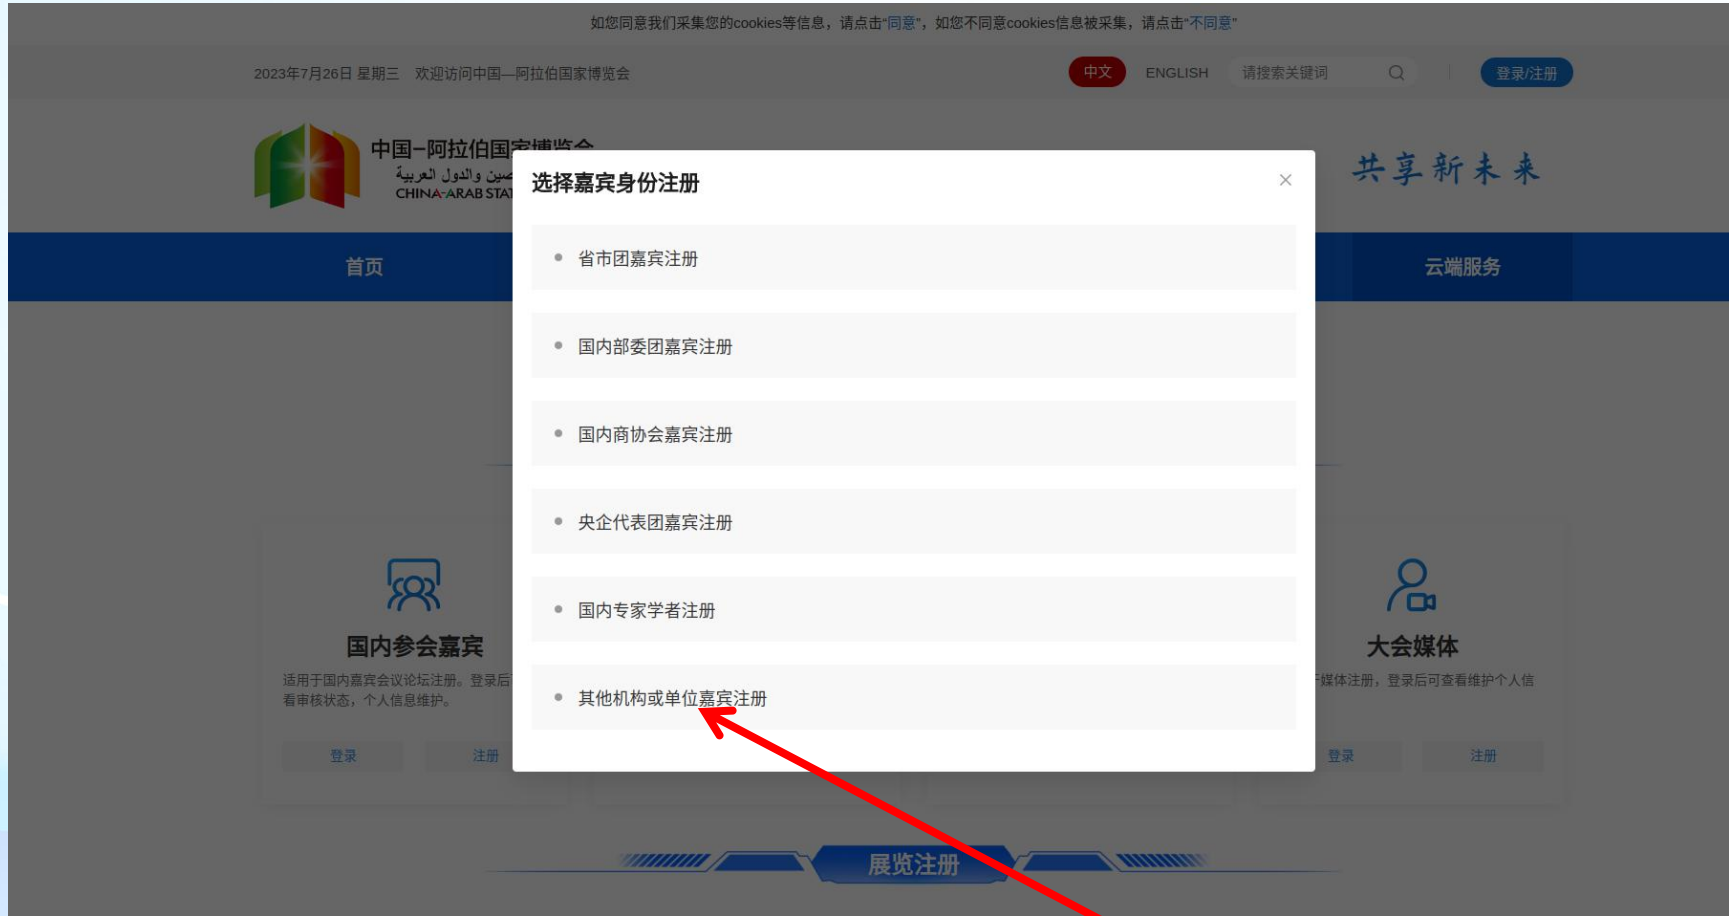 如您同意我们采集您的cookies等信息，请点击“同意”，如您不同意cookies信息被采集，请点击“不同意”
2023年7月26日 星期三 欢迎访问中国—阿拉伯国家博览会
中文 ENGLISH 请搜索关键词 登录/注册
中国–阿拉伯国家博览会
صين والدول العربية
CHINA-ARAB STAT
共享新未来
选择嘉宾身份注册
首页
云端服务
省市团嘉宾注册
国内部委团嘉宾注册
国内商协会嘉宾注册
央企代表团嘉宾注册
国内专家学者注册
其他机构或单位嘉宾注册
国内参会嘉宾
适用于国内嘉宾会议论坛注册。登录后
看审核状态，个人信息维护。
登录 注册
大会媒体
媒体注册，登录后可查看维护个人信
登录 注册
展览注册